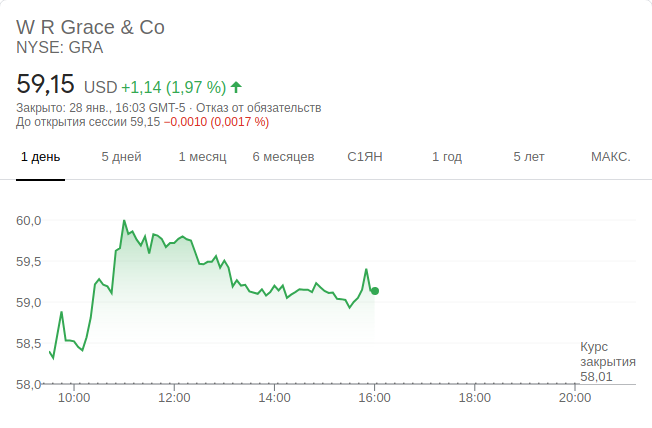 W R Grace & Co
NYSE: GRA
59,15 USD +1,14 (1,97 %)
Закрыто: 28 янв., 16:03 GMT-5 · Отказ от обязательств
До открытия сессии 59,15 −0,0010 (0,0017 %)
1 день 5 дней 1 месяц 6 месяцев С1ЯН 1 год 5 лет МАКС.
60,0
59,5
59,0
58,5
58,0
Курс
закрытия
58,01
10:00 12:00 14:00 16:00 18:00 20:00